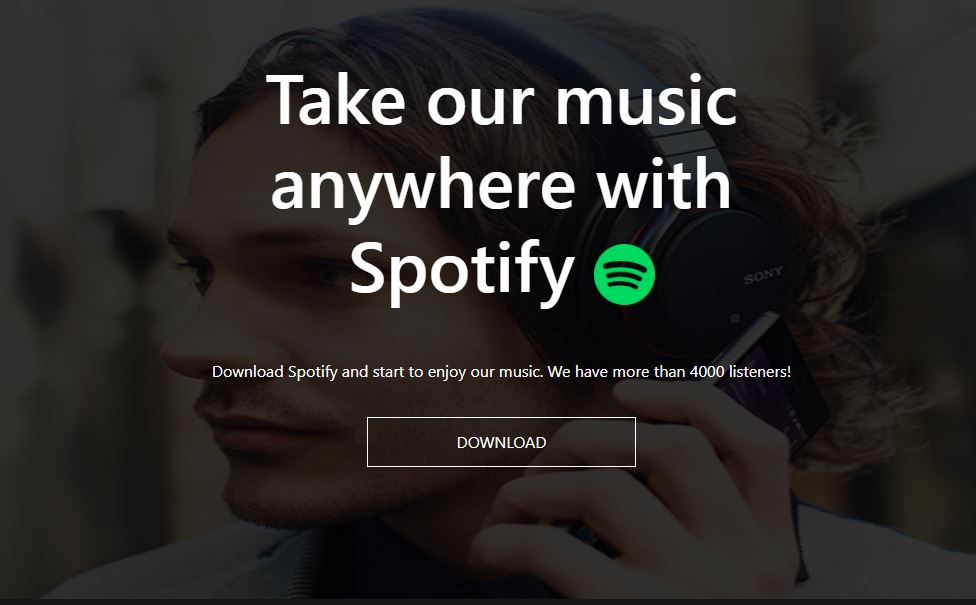 Take our music
anywhere with
Spotify
SONY
Download Spotify and start to enjoy our music. We have more than 4000 listeners!
DOWNLOAD